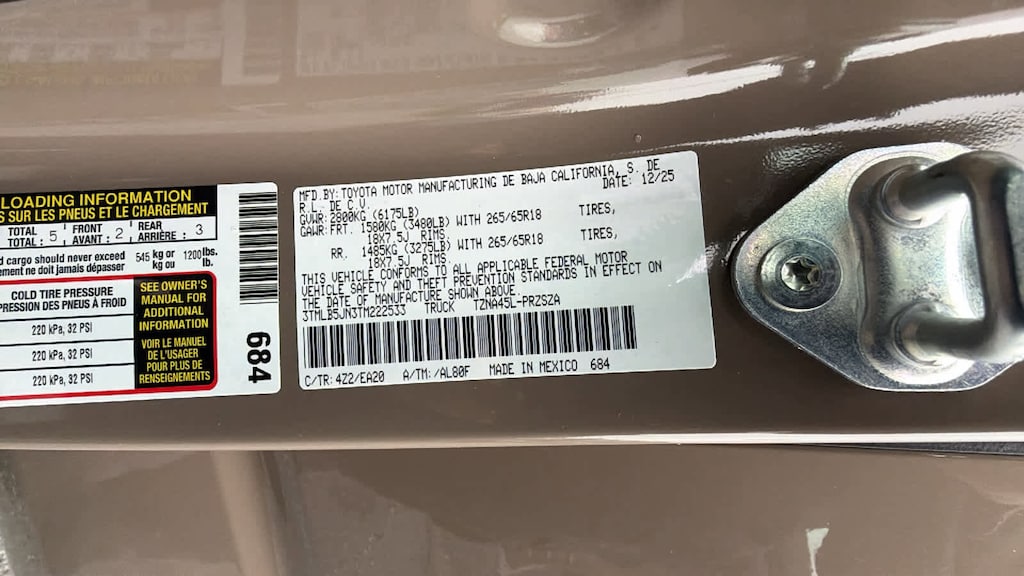 LOADING INFORMATION
S SUR LES PNEUS ET LE CHARGEMENT
TOTAL : 5 FRONT : 2 REAR : 3
TOTAL AVANT ARRIÈRE
d cargo should never exceed 545 kg or 1200 lbs.
ement ne doit jamais dépasser kg ou lb.
COLD TIRE PRESSURE
PRESSION DES PNEUS À FROID
220 kPa, 32 PSI
220 kPa, 32 PSI
220 kPa, 32 PSI
SEE OWNER'S
MANUAL FOR
ADDITIONAL
INFORMATION
VOIR LE MANUEL
DE L'USAGER
POUR PLUS DE
RENSEIGNEMENTS
684
MFD.BY: TOYOTA MOTOR MANUFACTURING DE BAJA CALIFORNIA, S. DE
R.L. DE C.V. DATE: 12/25
GVWR: 2800KG (6175LB)
GAWR: FRT. 1580KG (3480LB) WITH 265/65R18 TIRES,
18X7.5J RIMS
RR. 1485KG (3275LB) WITH 265/65R18 TIRES,
18X7.5J RIMS
THIS VEHICLE CONFORMS TO ALL APPLICABLE FEDERAL MOTOR
VEHICLE SAFETY AND THEFT PREVENTION STANDARDS IN EFFECT ON
THE DATE OF MANUFACTURE SHOWN ABOVE.
3TMLB5JN3TM222533 TRUCK TZNA45L-PRZSZA
C/TR: 4Z2/EA20 A/TM: /AL80F MADE IN MEXICO 684